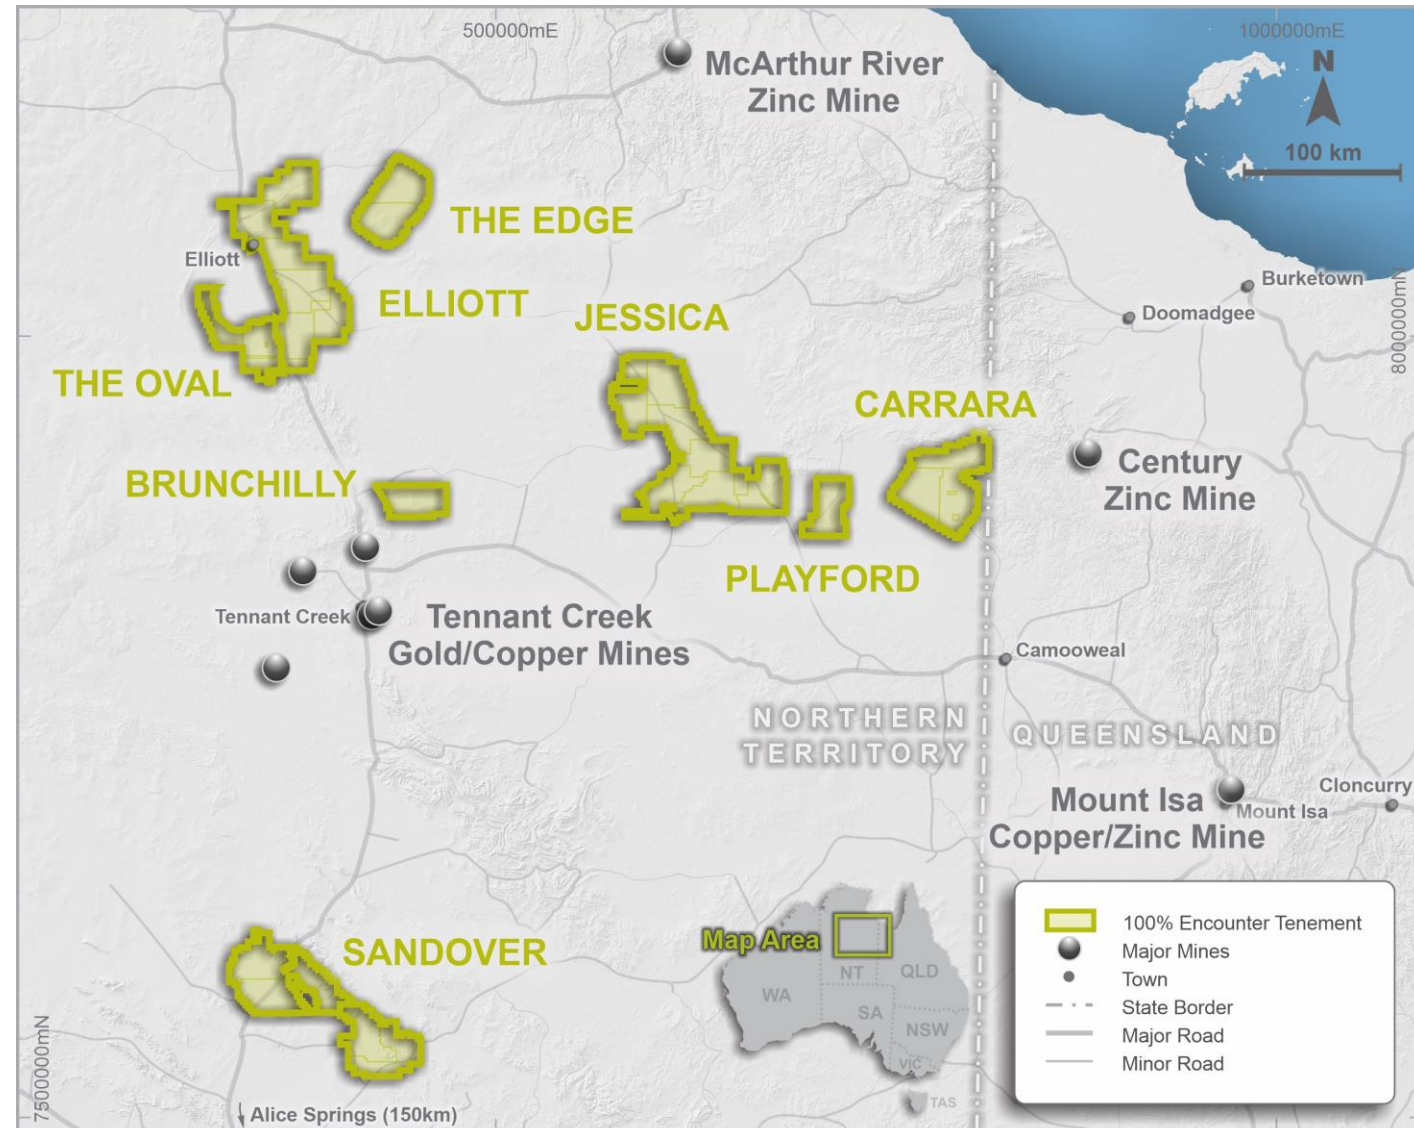 500000mE
1000000mE
McArthur River
Zinc Mine
N
100 km
THE EDGE
Elliott
ELLIOTT
JESSICA
Burketown
Doomadgee
8000000mN
THE OVAL
CARRARA
BRUNCHILLY
Century
Zinc Mine
PLAYFORD
Tennant Creek
Tennant Creek
Gold/Copper Mines
Camooweal
NORTHERN
TERRITORY
QUEENSLAND
Mount Isa
Copper/Zinc Mine
Mount Isa
Cloncurry
SANDOVER
Map Area
NT
QLD
WA
SA
NSW
VIC
TAS
100% Encounter Tenement
Major Mines
Town
State Border
Major Road
Minor Road
7500000mN
Alice Springs (150km)